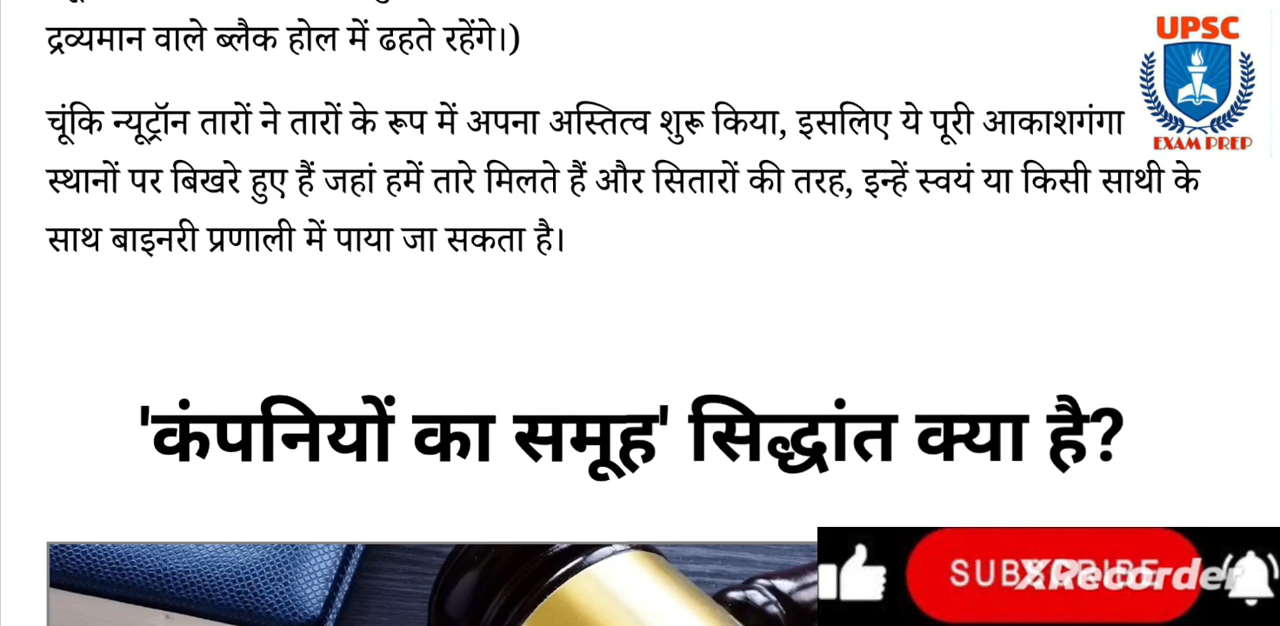 द्रव्यमान वाले ब्लैक होल में ढहते रहेंगे।)
UPSC
EXAM PREP
चूंकि न्यूट्रॉन तारों ने तारों के रूप में अपना अस्तित्व शुरू किया, इसलिए ये पूरी आकाशगंगा
स्थानों पर बिखरे हुए हैं जहां हमें तारे मिलते हैं और सितारों की तरह, इन्हें स्वयं या किसी साथी के
साथ बाइनरी प्रणाली में पाया जा सकता है।
'कंपनियों का समूह' सिद्धांत क्या है?
SUBSCRIBE
XRecorder